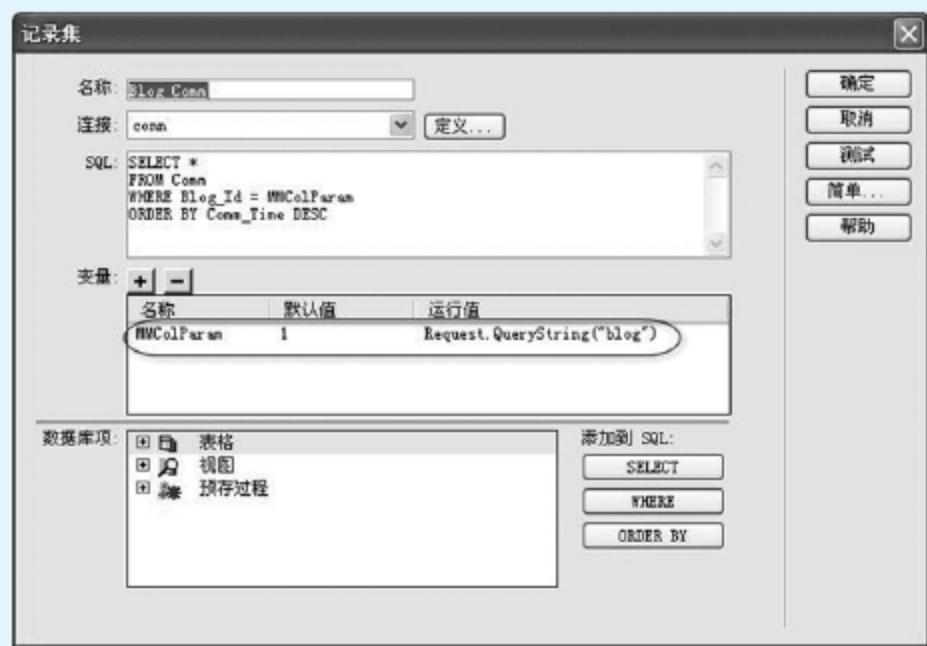 记录集
名称: Blog_Comm
确定
连接: conn 定义...
取消
SQL: SELECT *
FROM Comm
WHERE Blog_Id = MMColParam
ORDER BY Comm_Time DESC
测试
简单...
帮助
变量: + -
名称 默认值 运行值
MMColParam 1 Request.QueryString("blog")
数据库项:
表格
视图
预存过程
添加到 SQL:
SELECT
WHERE
ORDER BY